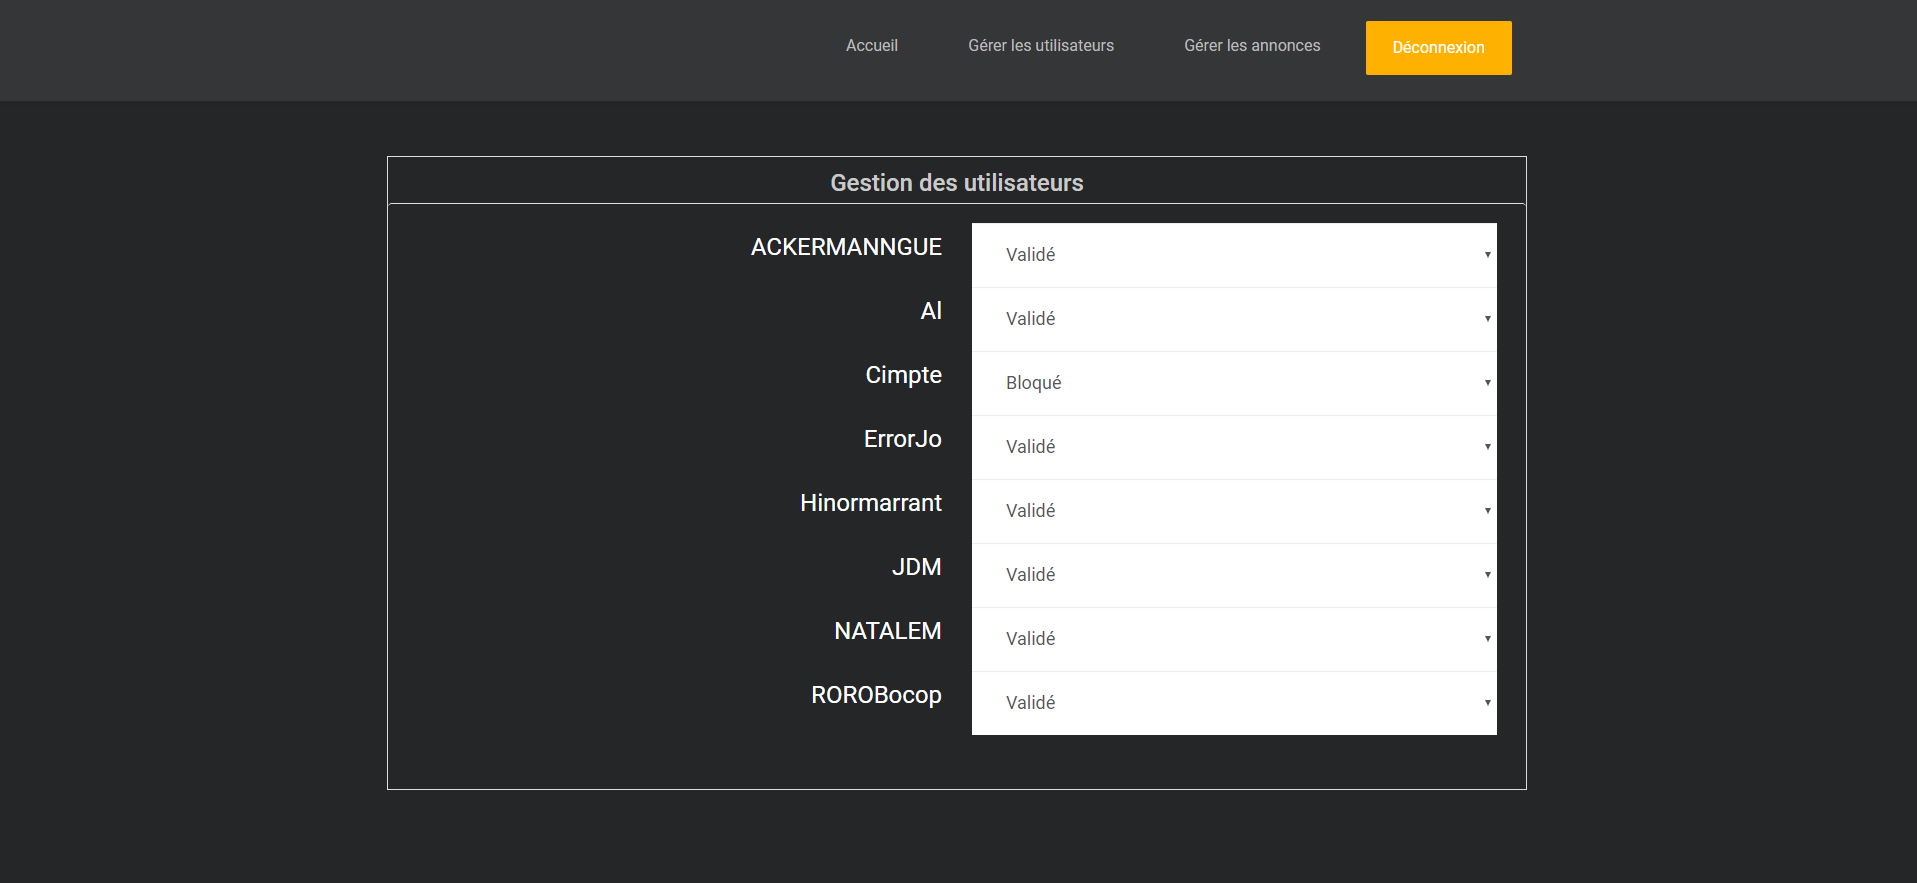 Accueil Gérer les utilisateurs Gérer les annonces Déconnexion
Gestion des utilisateurs
ACKERMANNGUE Validé
Al Validé
Cimpte Bloqué
ErrorJo Validé
Hinormarrant Validé
JDM Validé
NATALEM Validé
ROROBocop Validé